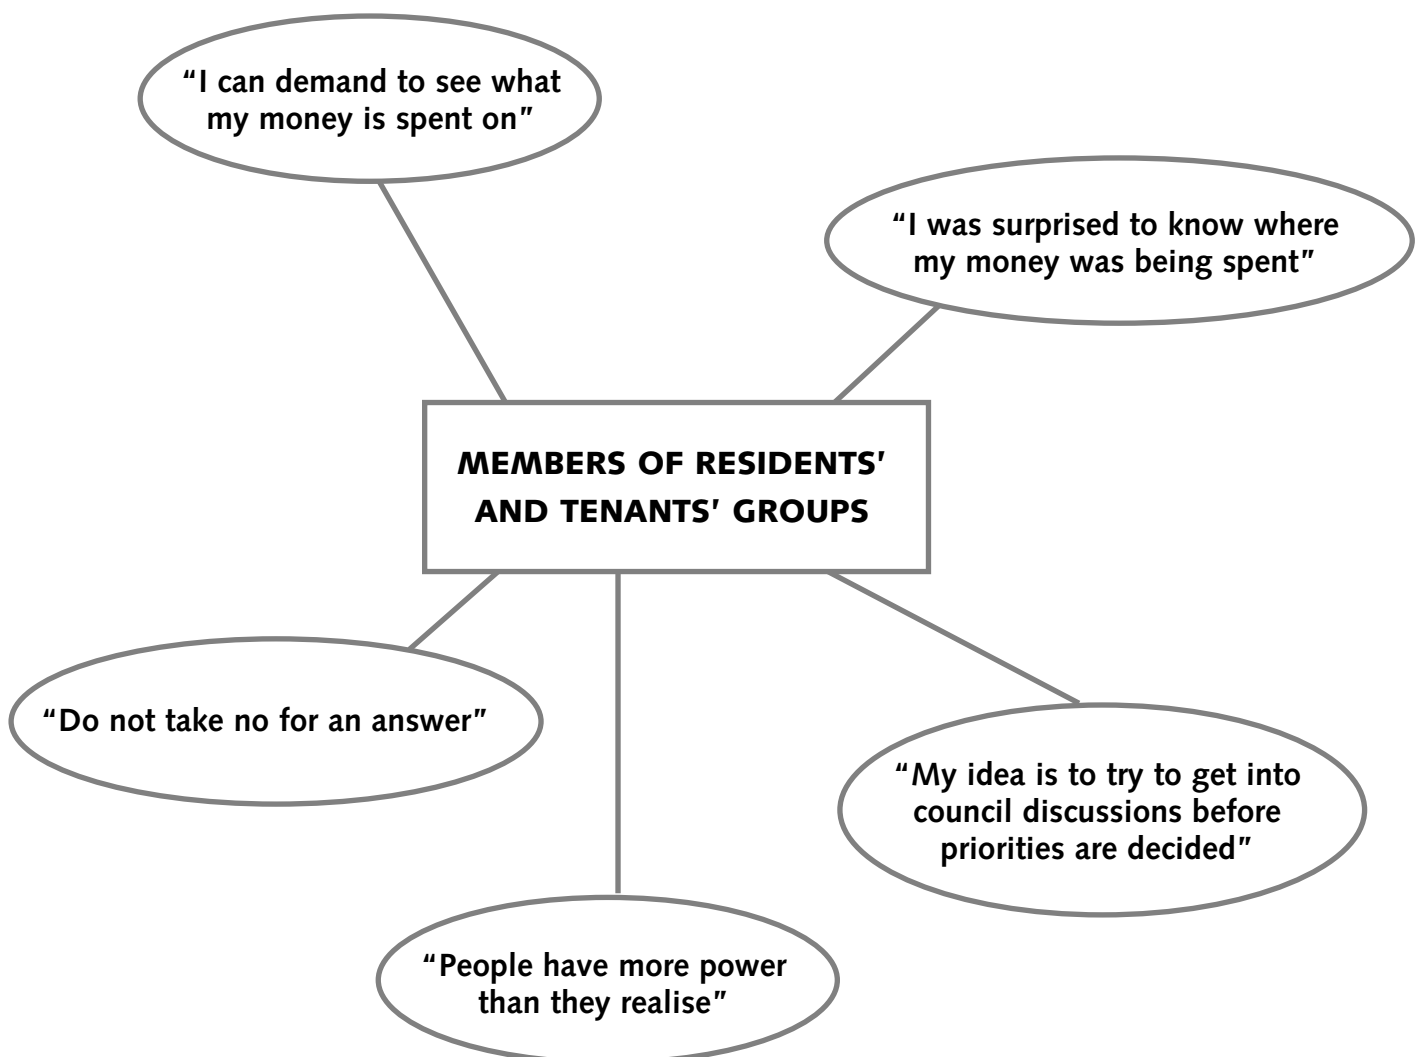 “I can demand to see what
my money is spent on”
“I was surprised to know where
my money was being spent”
MEMBERS OF RESIDENTS’
AND TENANTS’ GROUPS
“Do not take no for an answer”
“My idea is to try to get into
council discussions before
priorities are decided”
“People have more power
than they realise”